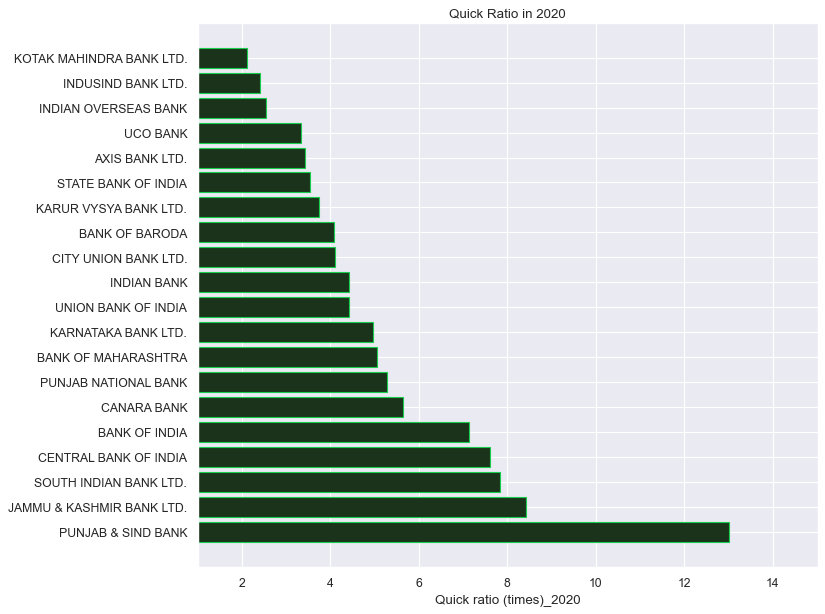 Quick Ratio in 2020
KOTAK MAHINDRA BANK LTD.
INDUSIND BANK LTD.
INDIAN OVERSEAS BANK
UCO BANK
AXIS BANK LTD.
STATE BANK OF INDIA
KARUR VYSYA BANK LTD.
BANK OF BARODA
CITY UNION BANK LTD.
INDIAN BANK
UNION BANK OF INDIA
KARNATAKA BANK LTD.
BANK OF MAHARASHTRA
PUNJAB NATIONAL BANK
CANARA BANK
BANK OF INDIA
CENTRAL BANK OF INDIA
SOUTH INDIAN BANK LTD.
JAMMU & KASHMIR BANK LTD.
PUNJAB & SIND BANK
2 4 6 8 10 12 14
Quick ratio (times)_2020